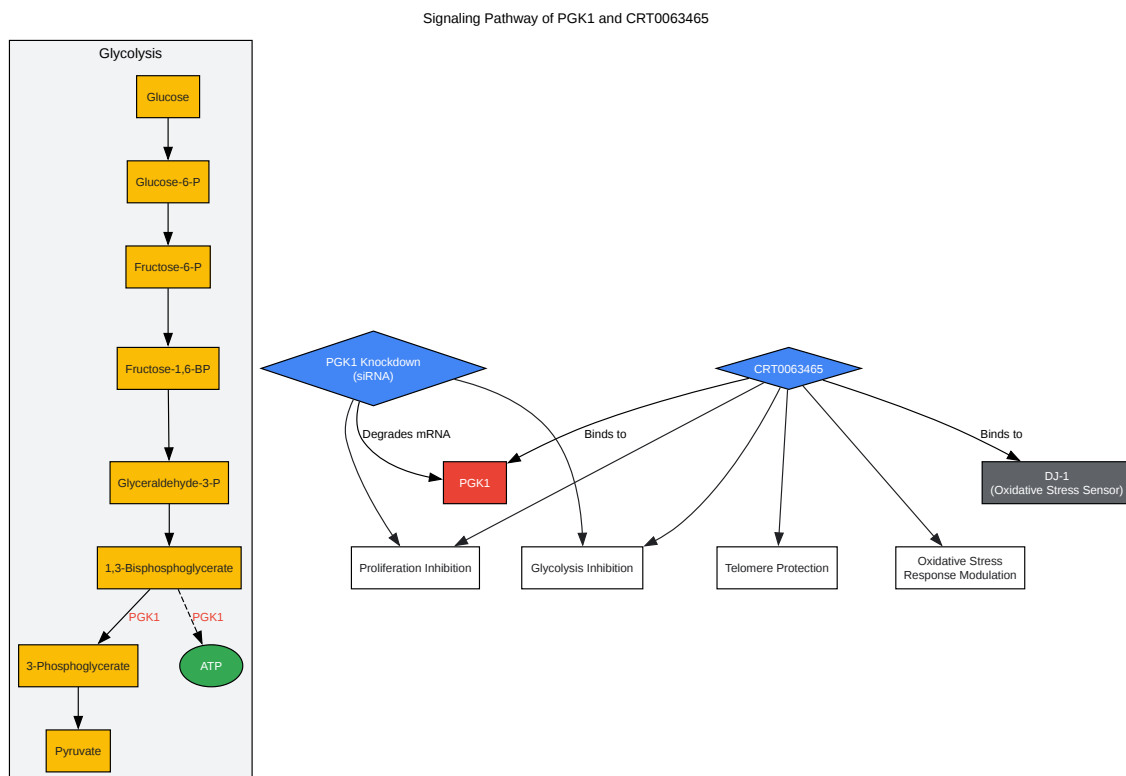 Signaling Pathway of PGK1 and CRT0063465
Glycolysis
Glucose
Glucose-6-P
Fructose-6-P
Fructose-1,6-BP
Glyceraldehyde-3-P
1,3-Bisphosphoglycerate
PGK1
PGK1
3-Phosphoglycerate
ATP
Pyruvate
PGK1 Knockdown
(siRNA)
CRT0063465
Degrades mRNA
Binds to
Binds to
PGK1
DJ-1
(Oxidative Stress Sensor)
Proliferation Inhibition
Glycolysis Inhibition
Telomere Protection
Oxidative Stress
Response Modulation